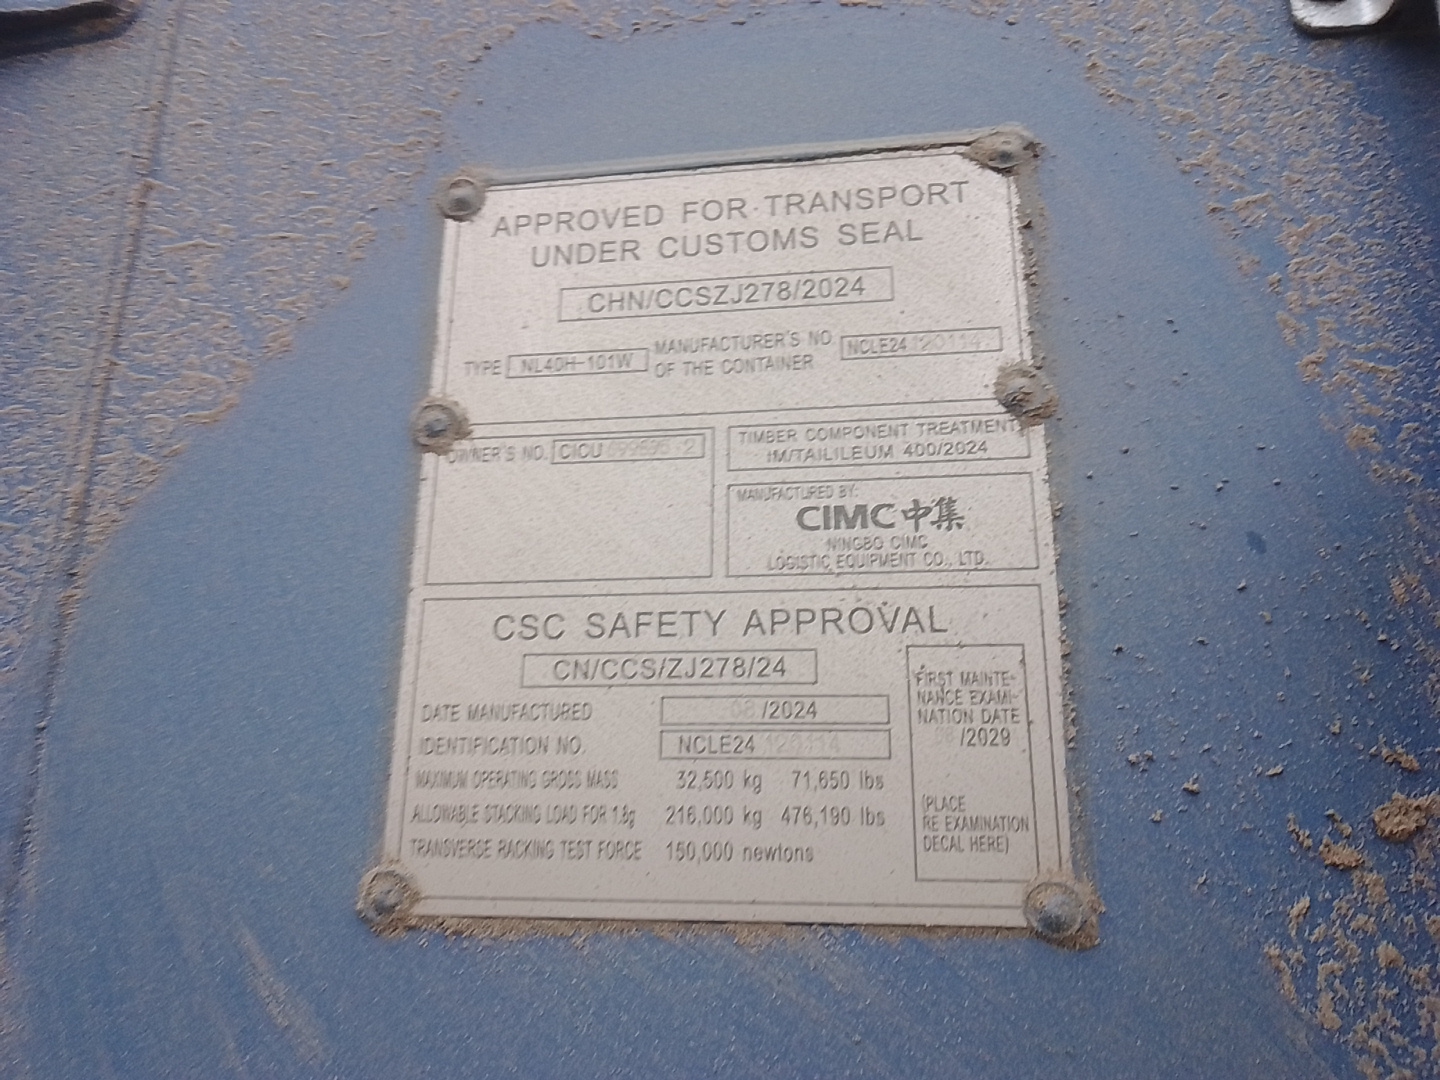 APPROVED FOR TRANSPORT
UNDER CUSTOMS SEAL
CHN/CCSZJ278/2024
TYPE NL40H-101W MANUFACTURER'S NO. OF THE CONTAINER NCLE24
OWNER'S NO. CICU
TIMBER COMPONENT TREATMENT
IM/TAILILEUM 400/2024
MANUFACTURED BY:
CIMC 中集
NINGBO CIMC
LOGISTIC EQUIPMENT CO., LTD.
CSC SAFETY APPROVAL
CN/CCS/ZJ278/24
DATE MANUFACTURED /2024
IDENTIFICATION NO. NCLE24
MAXIMUM OPERATING GROSS MASS 32,500 kg 71,650 lbs
ALLOWABLE STACKING LOAD FOR 1.8g 216,000 kg 476,190 lbs
TRANSVERSE RACKING TEST FORCE 150,000 newtons
FIRST MAINTE-
NANCE EXAMI-
NATION DATE
/2029
(PLACE
RE EXAMINATION
DECAL HERE)